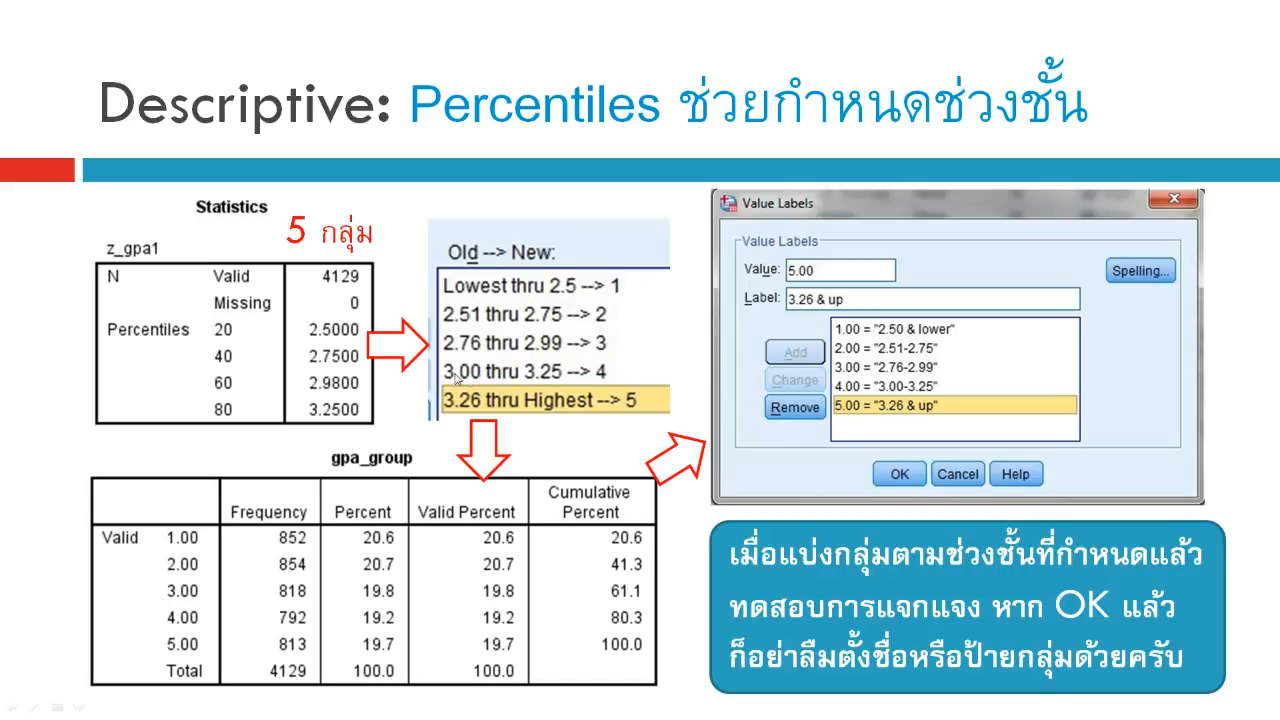 Descriptive: Percentiles ช่วยกำหนดช่วงชั้น
Statistics
5 กลุ่ม
z_gpa1
N Valid 4129
Missing 0
Percentiles 20 2.5000
40 2.7500
60 2.9800
80 3.2500
Old --> New:
Lowest thru 2.5 --> 1
2.51 thru 2.75 --> 2
2.76 thru 2.99 --> 3
3.00 thru 3.25 --> 4
3.26 thru Highest --> 5
gpa_group
Frequency Percent Valid Percent Cumulative Percent
Valid 1.00 852 20.6 20.6 20.6
2.00 854 20.7 20.7 41.3
3.00 818 19.8 19.8 61.1
4.00 792 19.2 19.2 80.3
5.00 813 19.7 19.7 100.0
Total 4129 100.0 100.0
Value Labels
Value Labels
Value: 5.00
Spelling...
Label: 3.26 & up
Add
Change
Remove
1.00 = "2.50 & lower"
2.00 = "2.51-2.75"
3.00 = "2.76-2.99"
4.00 = "3.00-3.25"
5.00 = "3.26 & up"
OK Cancel Help
เมื่อแบ่งกลุ่มตามช่วงชั้นที่กำหนดแล้ว
ทดสอบการแจกแจง หาก OK แล้ว
ก็อย่าลืมตั้งชื่อหรือป้ายกลุ่มด้วยครับ